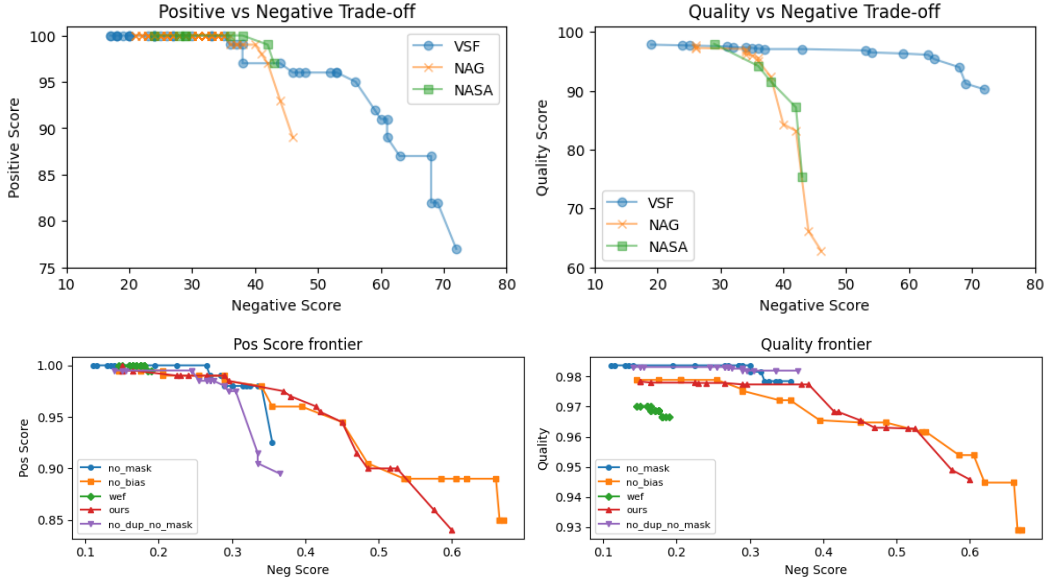 Positive vs Negative Trade-off
100
95
90
85
80
75
10
20
30
40
50
60
70
80
Positive Score
Negative Score
VSF
NAG
NASA
Quality vs Negative Trade-off
100
90
80
70
60
10
20
30
40
50
60
70
80
Quality Score
Negative Score
VSF
NAG
NASA
Pos Score frontier
1.00
0.95
0.90
0.85
0.1
0.2
0.3
0.4
0.5
0.6
Pos Score
Neg Score
no_mask
no_bias
wef
ours
no_dup_no_mask
Quality frontier
0.98
0.97
0.96
0.95
0.94
0.93
0.1
0.2
0.3
0.4
0.5
0.6
Quality
Neg Score
no_mask
no_bias
wef
ours
no_dup_no_mask